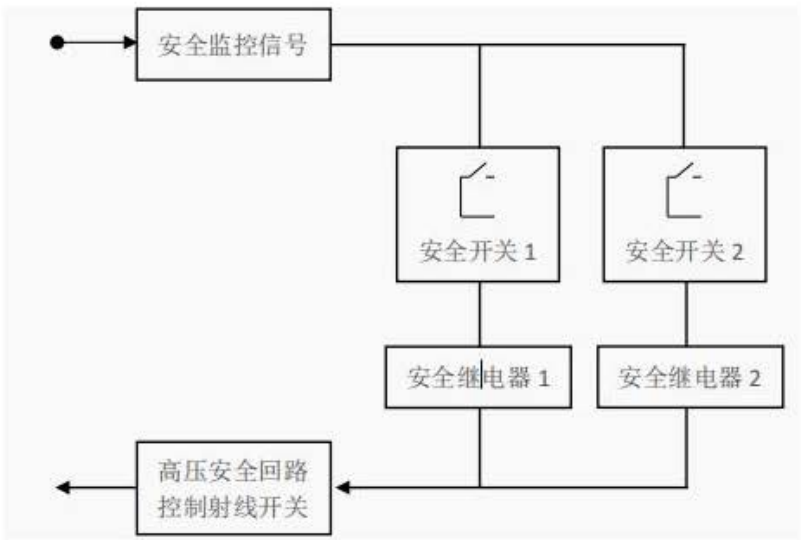 安全监控信号
安全开关 1
安全开关 2
安全继电器 1
安全继电器 2
高压安全回路
控制射线开关